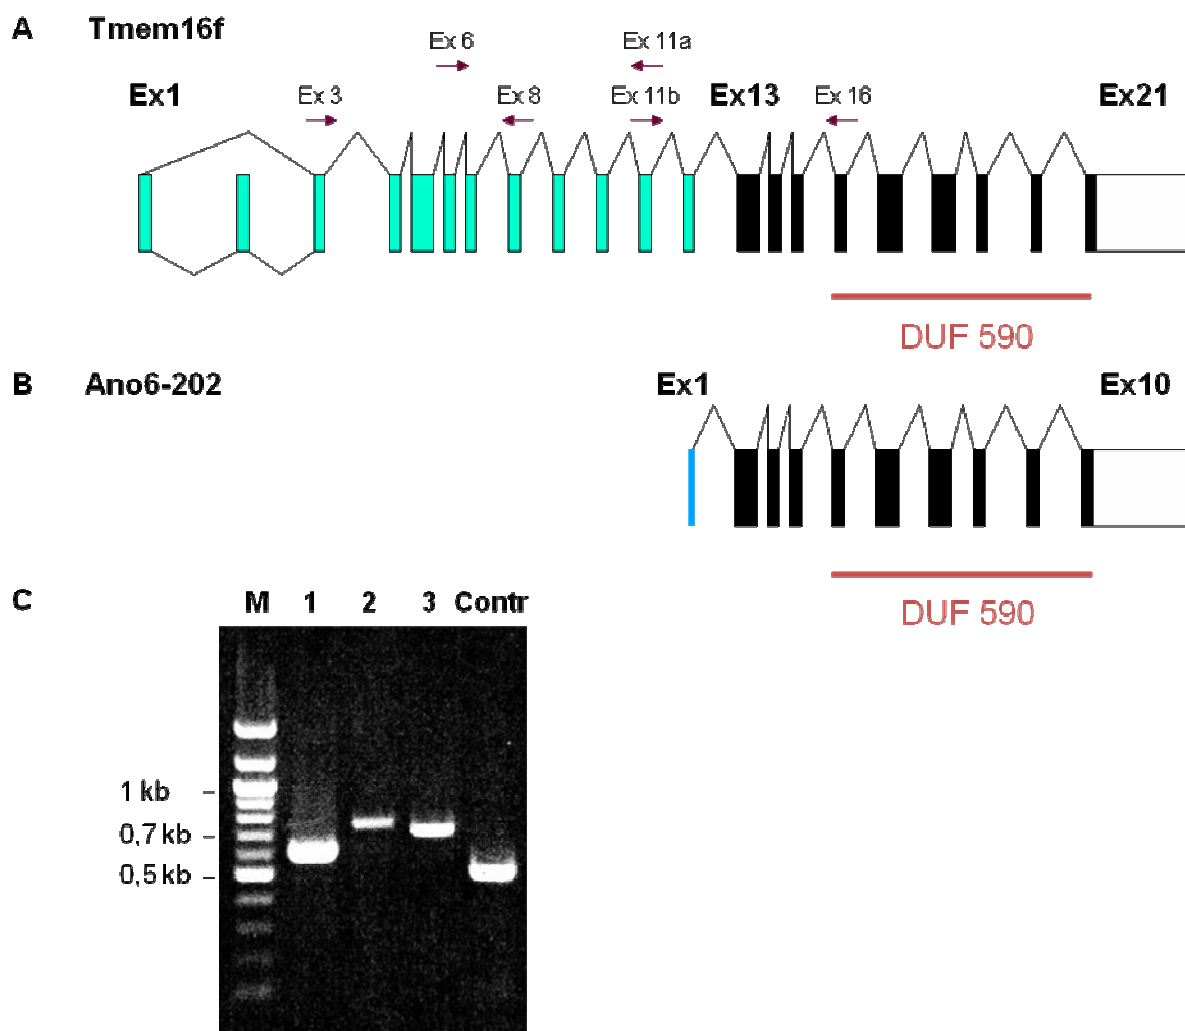 A Tmem16f
Ex 6 Ex 11a
Ex1 Ex 3 Ex 8 Ex 11b Ex13 Ex 16 Ex21
DUF 590
B Ano6-202 Ex1 Ex10
DUF 590
C M 1 2 3 Contr
1 kb
0,7 kb
0,5 kb